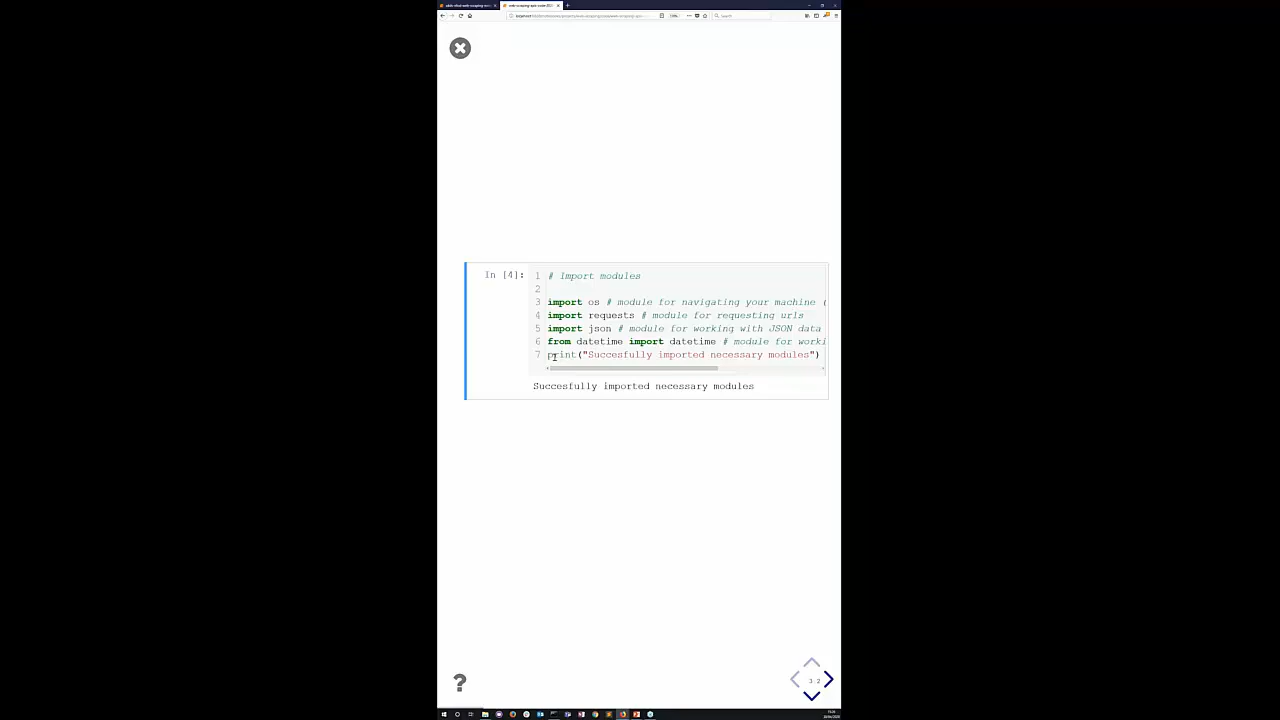 In [4]:
1 # Import modules
2
3 import os # module for navigating your machine (
4 import requests # module for requesting urls
5 import json # module for working with JSON data
6 from datetime import datetime # module for worki
7 print("Succesfully imported necessary modules")
Succesfully imported necessary modules
?
3.2